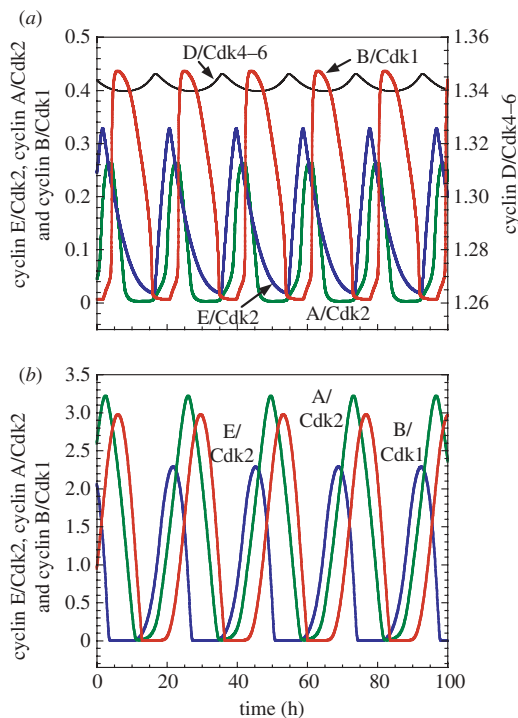 (a)
cyclin E/Cdk2, cyclin A/Cdk2
and cyclin B/Cdk1
0.5
0.4
0.3
0.2
0.1
0
D/Cdk4–6
B/Cdk1
E/Cdk2
A/Cdk2
1.36
1.34
1.32
1.30
1.28
1.26
cyclin D/Cdk4–6
(b)
cyclin E/Cdk2, cyclin A/Cdk2
and cyclin B/Cdk1
3.5
3.0
2.5
2.0
1.5
1.0
0.5
0
E/
Cdk2
A/
Cdk2
B/
Cdk1
0 20 40 60 80 100
time (h)